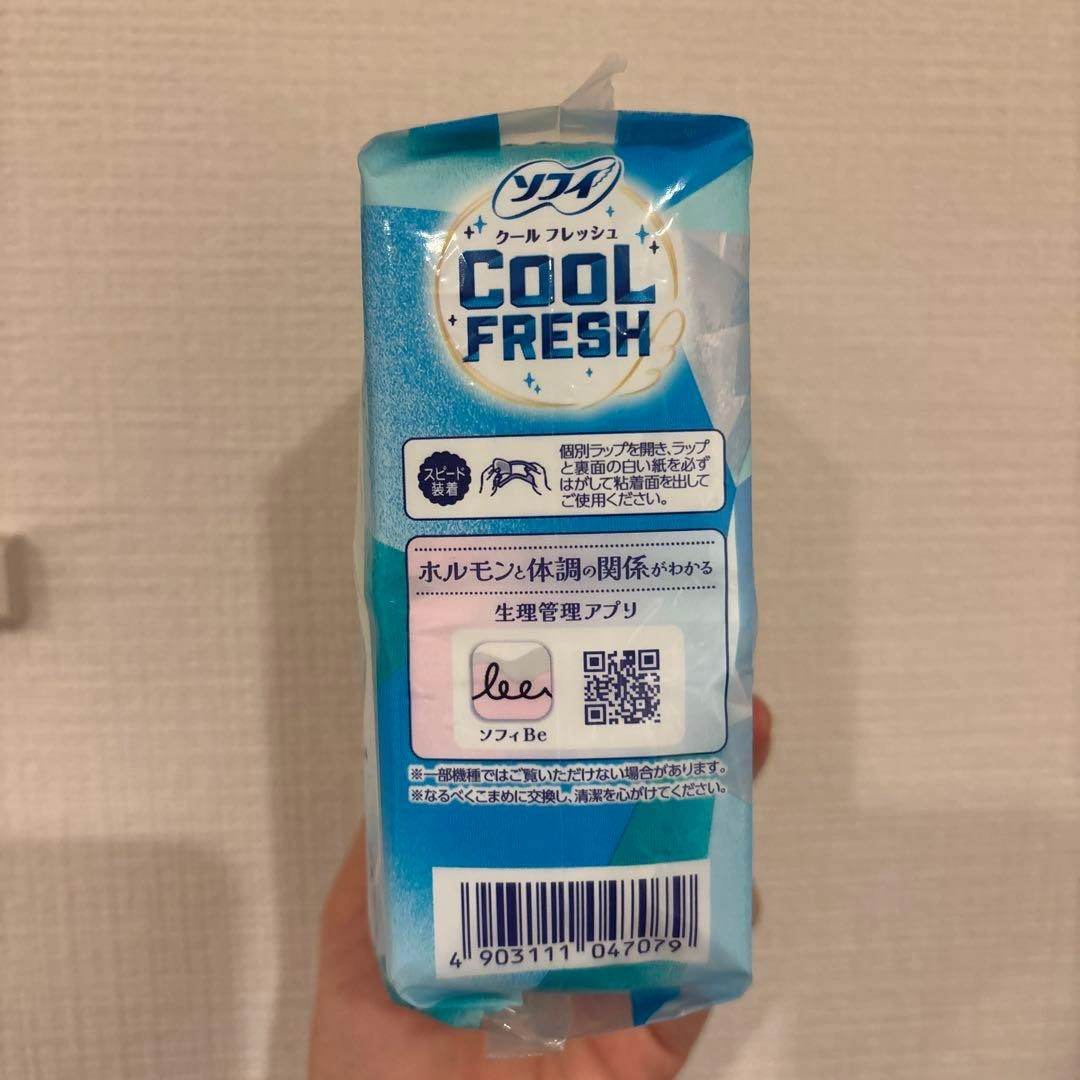 ソフィ
クール フレッシュ
COOL
FRESH
スピード
装着
個別ラップを開き、ラップ
と裏面の白い紙を必ず
はがして粘着面を出して
ご使用ください。
ホルモンと体調の関係がわかる
生理管理アプリ
lee
ソフィBe
※一部機種ではご覧いただけない場合があります。
※なるべくこまめに交換し、清潔を心がけてください。
4 903111 047079